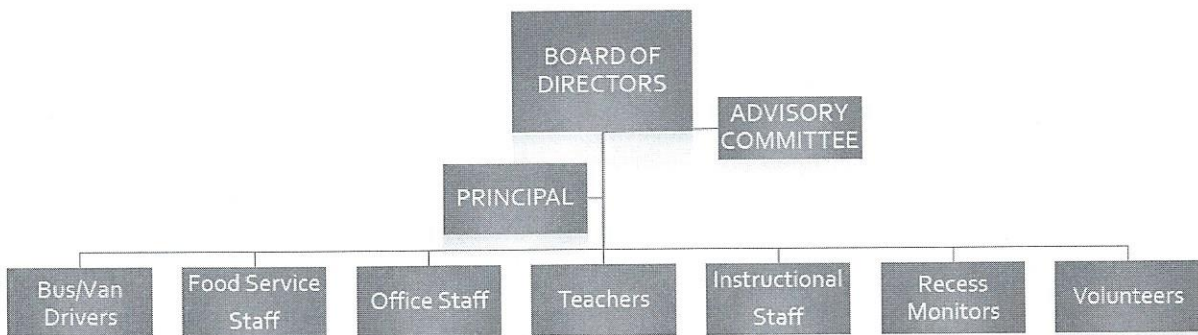 BOARD OF
DIRECTORS
ADVISORY
COMMITTEE
PRINCIPAL
Bus/Van
Drivers
Food Service
Staff
Office Staff
Teachers
Instructional
Staff
Recess
Monitors
Volunteers